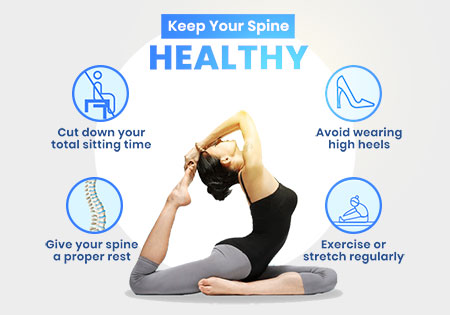 Keep Your Spine
HEALTHY
Cut down your
total sitting time
Avoid wearing
high heels
Give your spine
a proper rest
Exercise or
stretch regularly